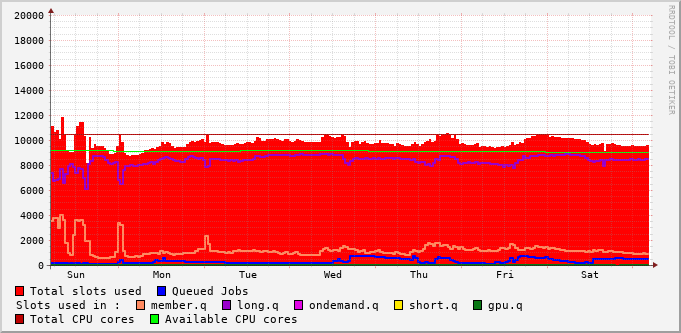 RRDTOOL / TOBI OETIKER
20000
18000
16000
14000
12000
10000
8000
6000
4000
2000
0
Sun Mon Tue Wed Thu Fri Sat
Total slots used Queued Jobs
Slots used in : member.q long.q ondemand.q short.q gpu.q
Total CPU cores Available CPU cores